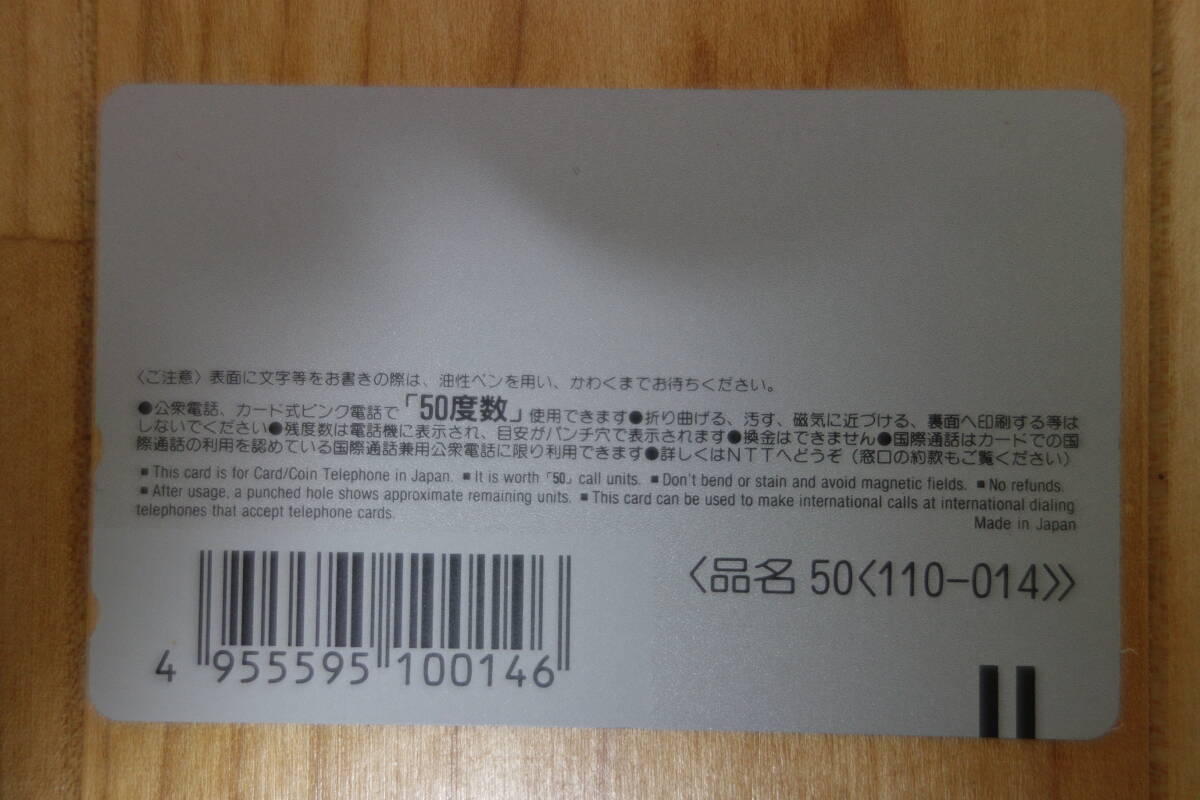 〈ご注意〉表面に文字等をお書きの際は、油性ペンを用い、かわくまでお待ちください。
●公衆電話、カード式ピンク電話で「50度数」使用できます●折り曲げる、汚す、磁気に近づける、裏面へ印刷する等は
しないでください●残度数は電話機に表示され、目安がパンチ穴で表示されます●換金はできません●国際通話はカードでの国
際通話の利用を認めている国際通話兼用公衆電話に限り利用できます●詳しくはNTTへどうぞ(窓口の約款もご覧ください)
■ This card is for Card/Coin Telephone in Japan. ■ It is worth「50」call units. ■ Don't bend or stain and avoid magnetic fields. ■ No refunds.
■ After usage, a punched hole shows approximate remaining units. ■ This card can be used to make international calls at international dialing
telephones that accept telephone cards.
Made in Japan
〈品名 50〈110-014〉〉
4 955595 100146